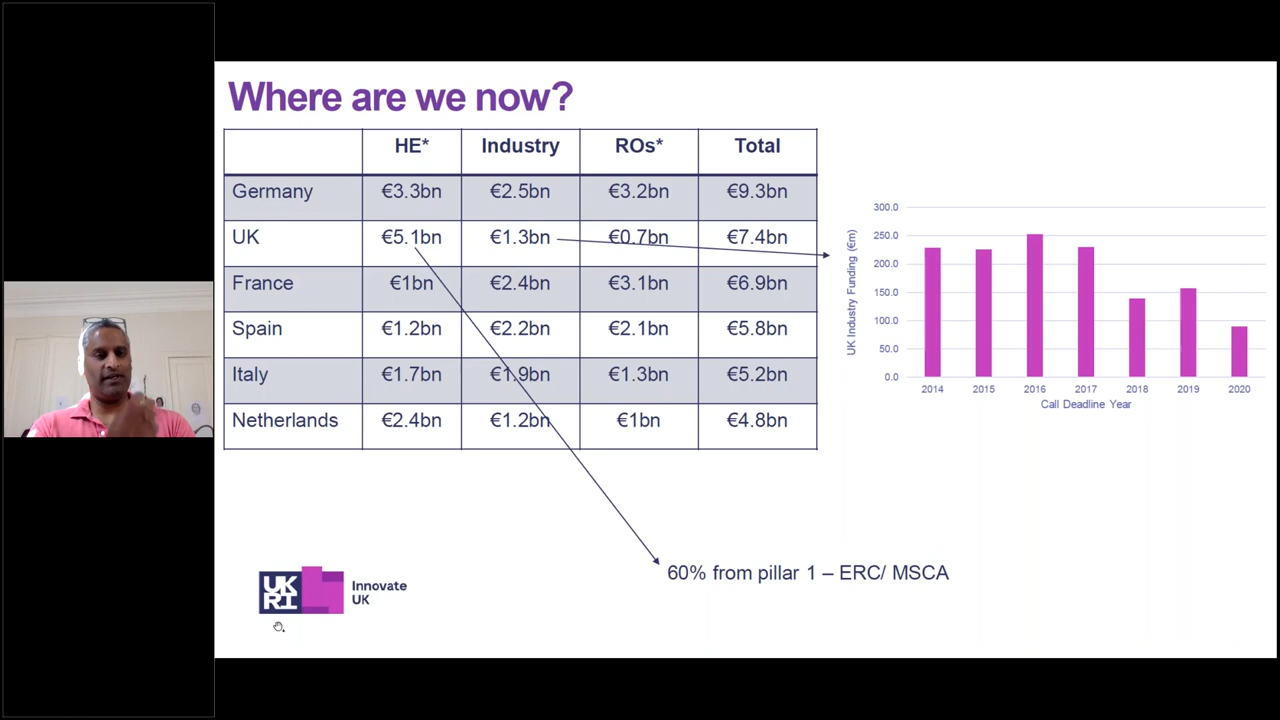 Where are we now?
HE* Industry ROs* Total
Germany €3.3bn €2.5bn €3.2bn €9.3bn
UK €5.1bn €1.3bn €0.7bn €7.4bn
France €1bn €2.4bn €3.1bn €6.9bn
Spain €1.2bn €2.2bn €2.1bn €5.8bn
Italy €1.7bn €1.9bn €1.3bn €5.2bn
Netherlands €2.4bn €1.2bn €1bn €4.8bn
UK Industry Funding (€m)
300.0
250.0
200.0
150.0
100.0
50.0
0.0
2014 2015 2016 2017 2018 2019 2020
Call Deadline Year
60% from pillar 1 – ERC/ MSCA
UK
RI
Innovate
UK